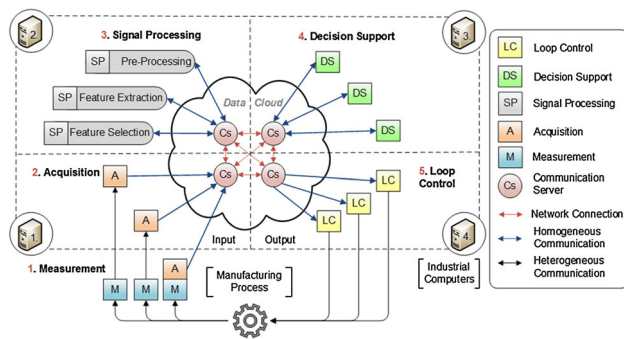 2
3. Signal Processing
4. Decision Support
3
SP Pre-Processing
SP Feature Extraction
SP Feature Selection
DS
DS
DS
Data Cloud
Cs
Cs
Cs
Cs
2. Acquisition
A
A
A
5. Loop
Control
LC
LC
LC
1
4
Input
Output
1. Measurement
M
M
M
Manufacturing
Process
Industrial
Computers
LC Loop Control
DS Decision Support
SP Signal Processing
A Acquisition
M Measurement
Cs Communication
Server
Network Connection
Homogeneous
Communication
Heterogeneous
Communication